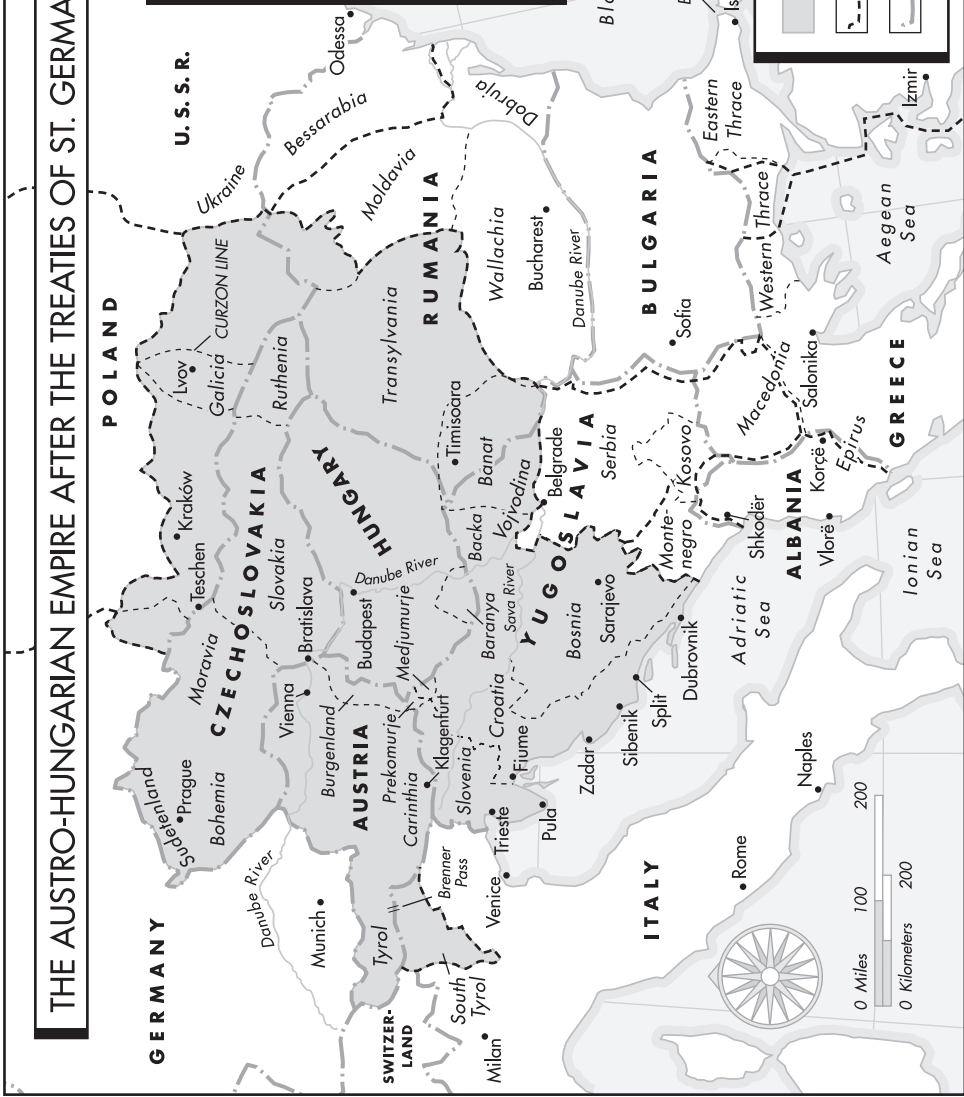 THE AUSTRO-HUNGARIAN EMPIRE AFTER THE TREATIES OF ST. GERMA
GERMANY
POLAND
U.S.S.R.
Ukraine
Odessa
Bessarabia
Moldavia
Dobruja
RUMANIA
Wallachia
Bucharest
Danube River
Transylvania
CURZON LINE
Lvov
Galicia
Ruthenia
Kraków
Teschen
CZECHOSLOVAKIA
Slovakia
Moravia
Bratislava
Sudetenland
Prague
Bohemia
Vienna
Danube River
Munich
AUSTRIA
Burgenland
Prekomurje
Carinthia
Klagenfurt
Tyrol
Brenner
Pass
South
Tyrol
SWITZER-
LAND
Milan
HUNGARY
Danube River
Budapest
Medjumurje
Timisoara
Banat
Backa
Vojvodina
Baranya
Sava River
YUGOSLAVIA
Belgrade
Serbia
Croatia
Slovenia
Fiume
Trieste
Venice
Pula
Bosnia
Sarajevo
Zadar
Sibenik
Split
Dubrovnik
Monte
negro
Kosovo
Macedonia
BULGARIA
Sofia
Eastern
Thrace
Western Thrace
Bl
Is
Izmir
Aegean
Sea
Salonika
GREECE
Epirus
Korçë
ALBANIA
Shkodër
Vlorë
Adriatic
Sea
Ionian
Sea
ITALY
Rome
Naples
0 Miles 100 200
0 Kilometers 200